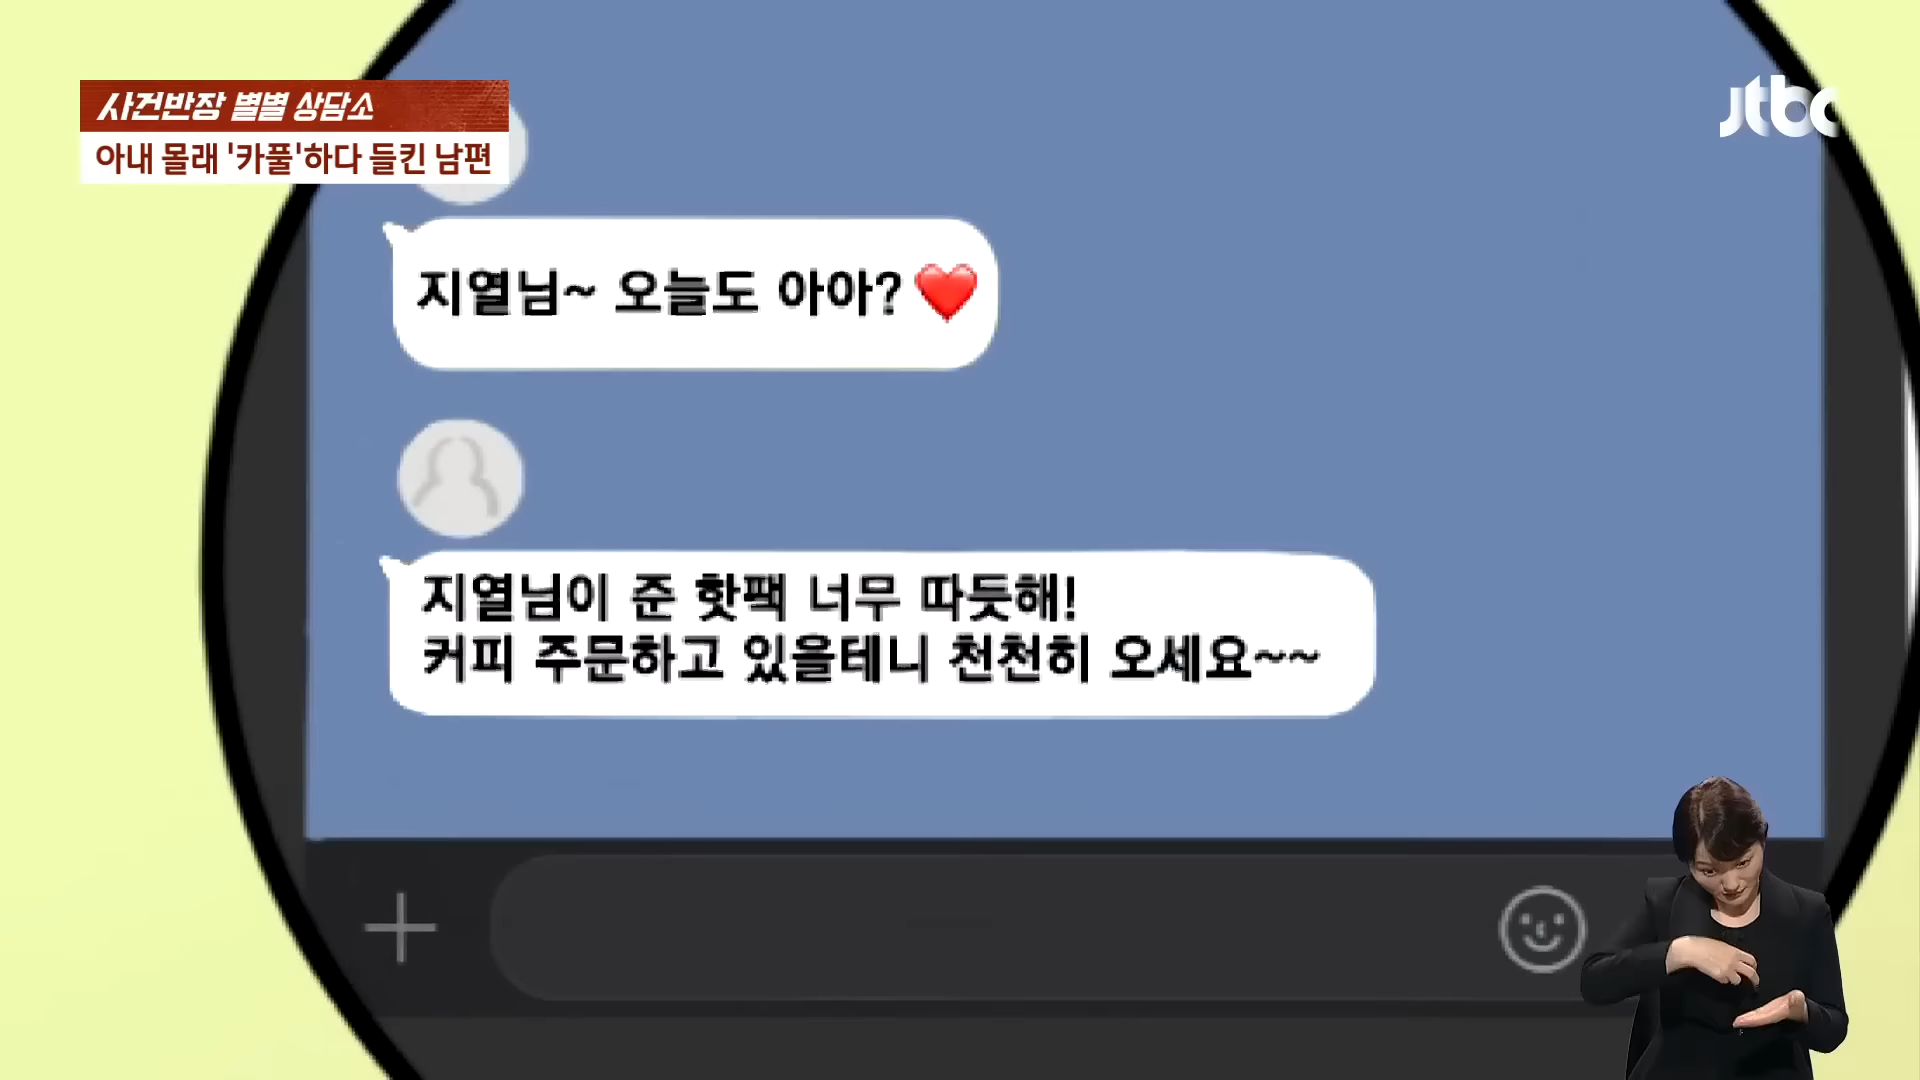 사건반장 별별 상담소
아내 몰래 '카풀'하다 들킨 남편
jtbc
지열님~ 오늘도 아아?❤️
지열님이 준 핫팩 너무 따듯해!
커피 주문하고 있을테니 천천히 오세요~~